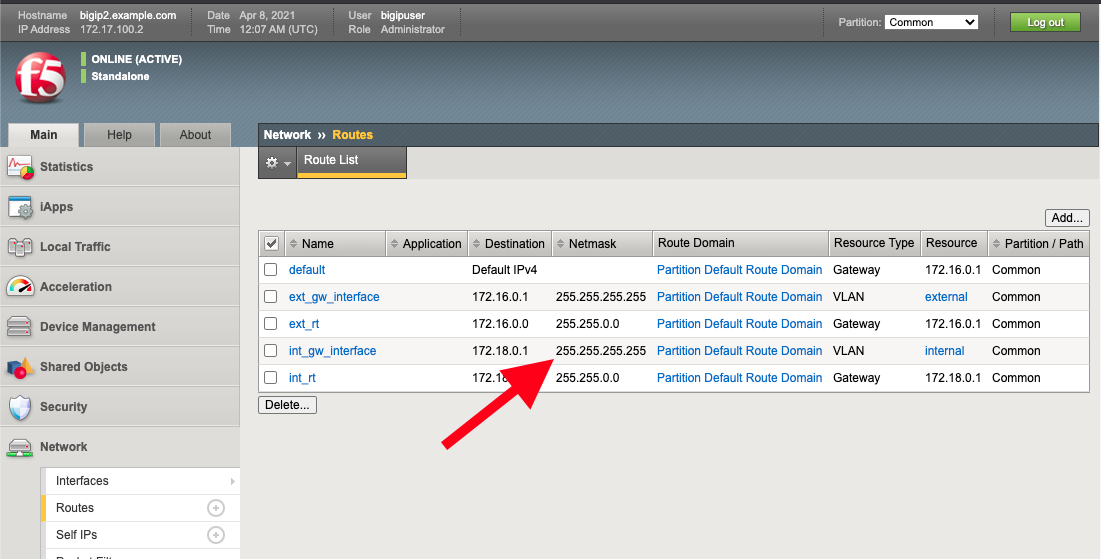 Hostname bigip2.example.com Date Apr 8, 2021 User bigipuser
IP Address 172.17.100.2 Time 12:07 AM (UTC) Role Administrator
Partition: Common Log out
f5
ONLINE (ACTIVE)
Standalone
Main Help About
Network ›› Routes
Route List
Statistics
iApps
Local Traffic
Acceleration
Device Management
Shared Objects
Security
Network
Interfaces
Routes
Self IPs
Add...
Name Application Destination Netmask Route Domain Resource Type Resource Partition / Path
default Default IPv4 Partition Default Route Domain Gateway 172.16.0.1 Common
ext_gw_interface 172.16.0.1 255.255.255.255 Partition Default Route Domain VLAN external Common
ext_rt 172.16.0.0 255.255.0.0 Partition Default Route Domain Gateway 172.16.0.1 Common
int_gw_interface 172.18.0.1 255.255.255.255 Partition Default Route Domain VLAN internal Common
int_rt 255.255.0.0 Partition Default Route Domain Gateway 172.18.0.1 Common
Delete...